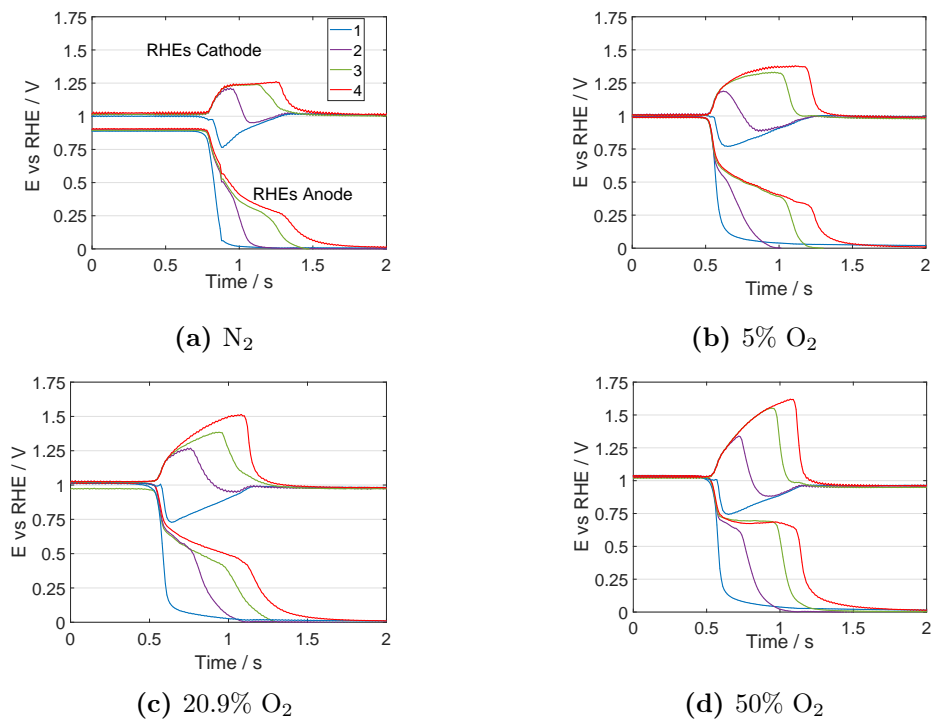 E vs RHE / V
1.75
1.5
1.25
1
0.75
0.5
0.25
0
0 0.5 1 1.5 2
Time / s
RHEs Cathode
RHEs Anode
1
2
3
4
(a) N₂
E vs RHE / V
1.75
1.5
1.25
1
0.75
0.5
0.25
0
0 0.5 1 1.5 2
Time / s
(b) 5% O₂
E vs RHE / V
1.75
1.5
1.25
1
0.75
0.5
0.25
0
0 0.5 1 1.5 2
Time / s
(c) 20.9% O₂
E vs RHE / V
1.75
1.5
1.25
1
0.75
0.5
0.25
0
0 0.5 1 1.5 2
Time / s
(d) 50% O₂